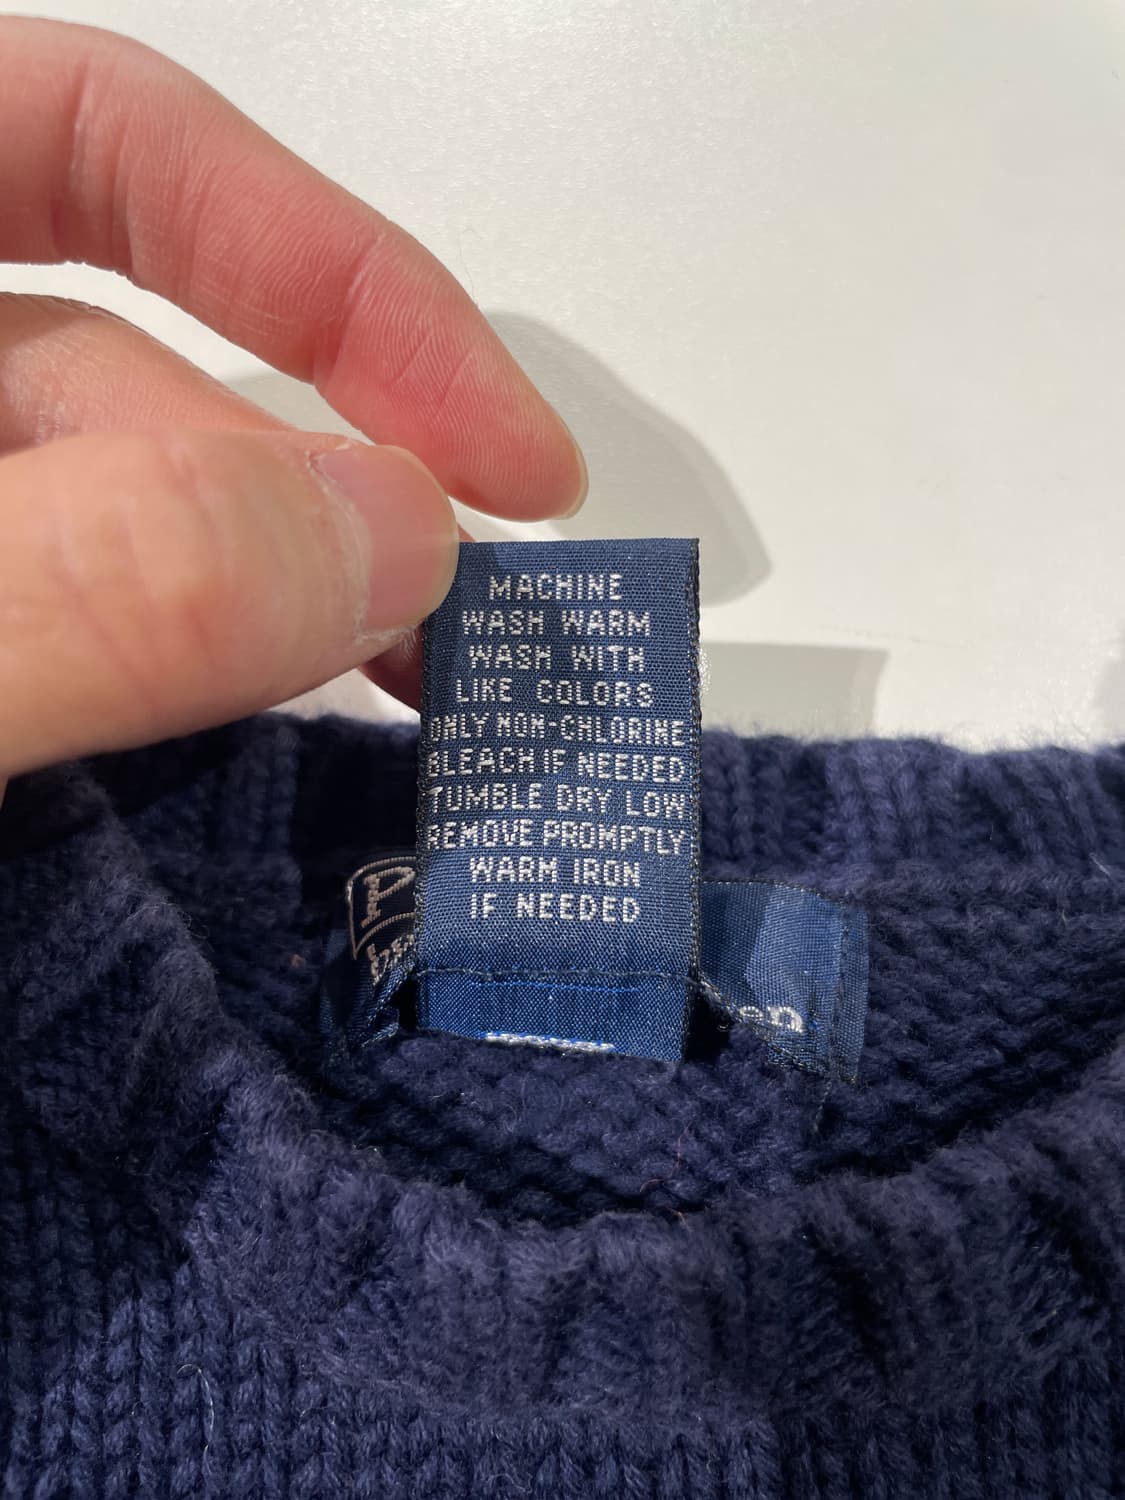 MACHINE
WASH WARM
WASH WITH
LIKE COLORS
ONLY NON-CHLORINE
BLEACH IF NEEDED
TUMBLE DRY LOW
REMOVE PROMPTLY
WARM IRON
IF NEEDED